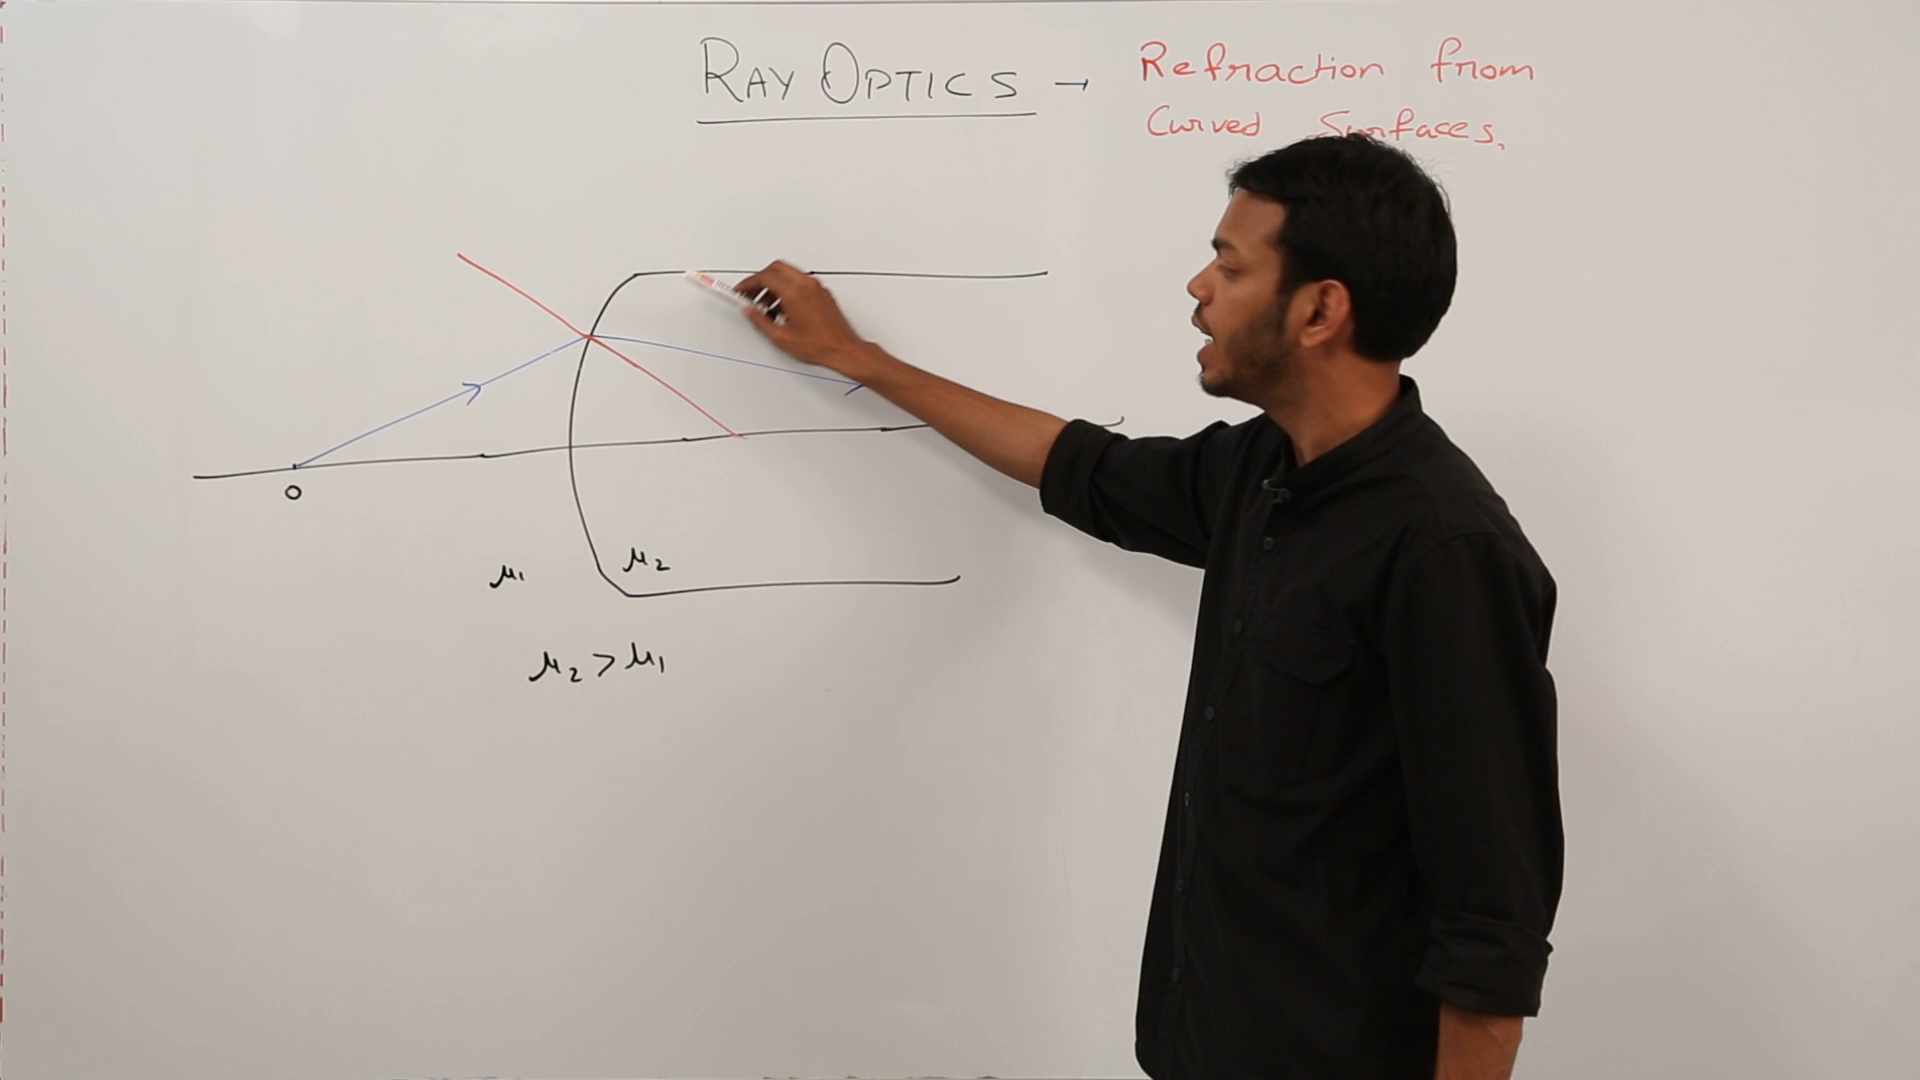 RAY OPTICS → Refraction from
Curved Surfaces.
O
μ₁ μ₂
μ₂ > μ₁